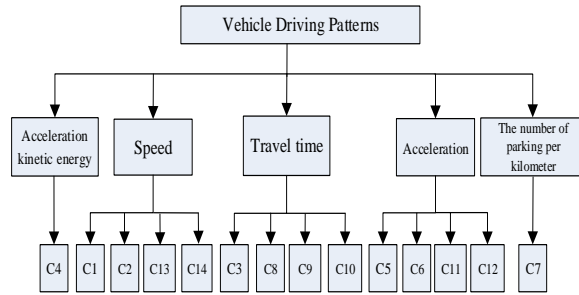 Vehicle Driving Patterns
Acceleration
kinetic energy
Speed
Travel time
Acceleration
The number of
parking per
kilometer
C4
C1
C2
C13
C14
C3
C8
C9
C10
C5
C6
C11
C12
C7